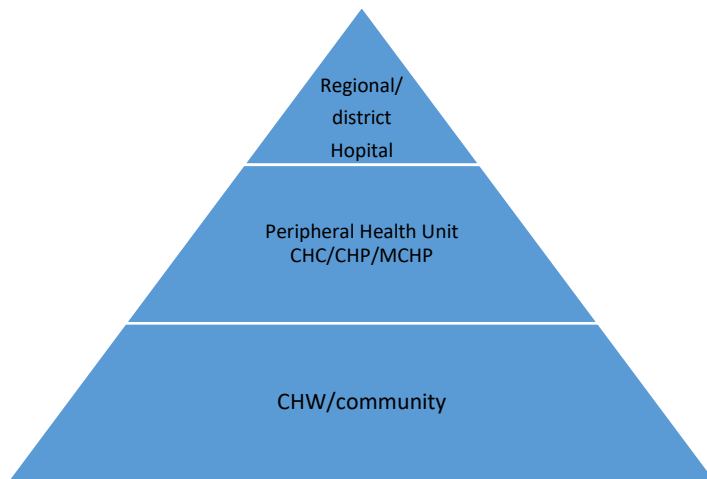 Regional/
district
Hopital
Peripheral Health Unit
CHC/CHP/MCHP
CHW/community